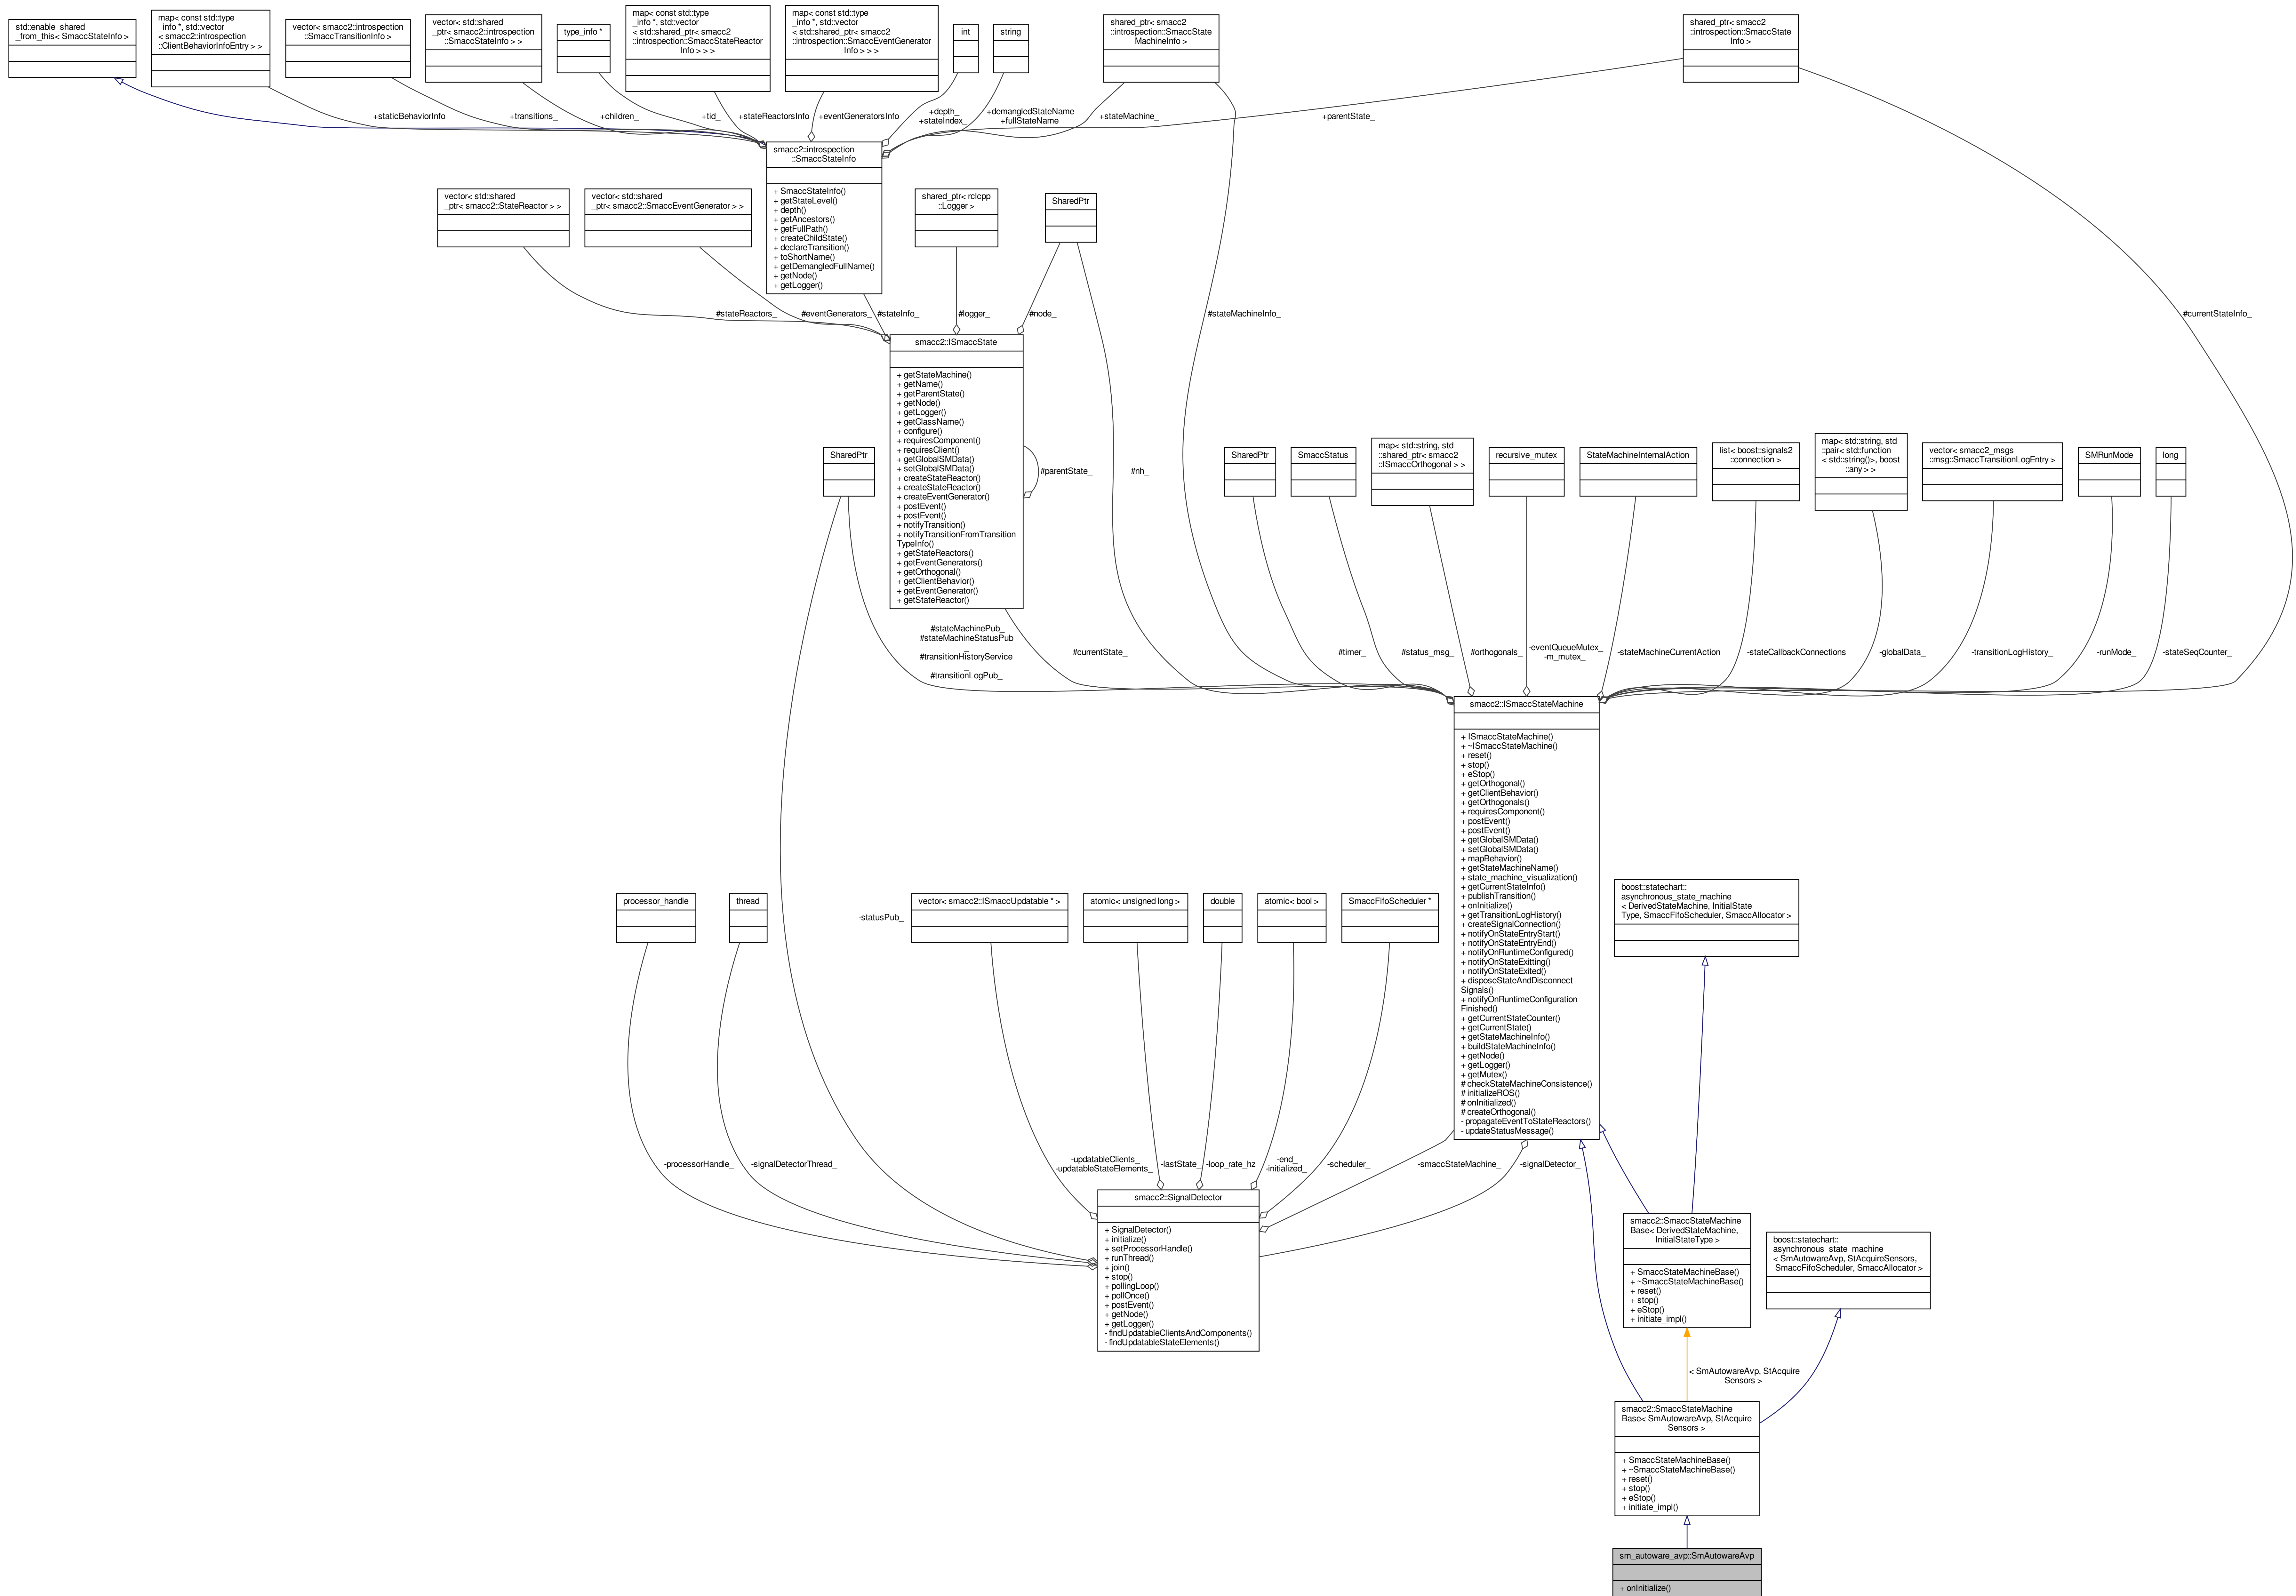 std::enable_shared
_from_this< SmaccStateInfo >
map< const std::type
_info *, std::vector
< smacc2::introspection
::ClientBehaviorInfoEntry > >
vector< smacc2::introspection
::SmaccTransitionInfo >
vector< std::shared
_ptr< smacc2::introspection
::SmaccStateInfo > >
type_info *
map< const std::type
_info *, std::vector
< std::shared_ptr< smacc2
::introspection::SmaccStateReactor
Info > > >
map< const std::type
_info *, std::vector
< std::shared_ptr< smacc2
::introspection::SmaccEventGenerator
Info > > >
int
string
shared_ptr< smacc2
::introspection::SmaccState
MachineInfo >
shared_ptr< smacc2
::introspection::SmaccState
Info >
+staticBehaviorInfo
+transitions_
+children_
+tid_
+stateReactorsInfo
+eventGeneratorsInfo
+depth_
+stateIndex_
+demangledStateName
+fullStateName
+stateMachine_
+parentState_
smacc2::introspection
::SmaccStateInfo
+ SmaccStateInfo()
+ getStateLevel()
+ depth()
+ getAncestors()
+ getFullPath()
+ createChildState()
+ declareTransition()
+ toShortName()
+ getDemangledFullName()
+ getNode()
+ getLogger()
vector< std::shared
_ptr< smacc2::StateReactor > >
vector< std::shared
_ptr< smacc2::SmaccEventGenerator > >
shared_ptr< rclcpp
::Logger >
SharedPtr
#stateReactors_
#eventGenerators_
#stateInfo_
#logger_
#node_
#stateMachineInfo_
#currentStateInfo_
smacc2::ISmaccState
+ getStateMachine()
+ getName()
+ getParentState()
+ getNode()
+ getLogger()
+ getClassName()
+ configure()
+ requiresComponent()
+ requiresClient()
+ getGlobalSMData()
+ setGlobalSMData()
+ createStateReactor()
+ createStateReactor()
+ createEventGenerator()
+ postEvent()
+ postEvent()
+ notifyTransition()
+ notifyTransitionFromTransition
TypeInfo()
+ getStateReactors()
+ getEventGenerators()
+ getOrthogonal()
+ getClientBehavior()
+ getEventGenerator()
+ getStateReactor()
#parentState_
#nh_
SharedPtr
SharedPtr
SmaccStatus
map< std::string, std
::shared_ptr< smacc2
::ISmaccOrthogonal > >
recursive_mutex
StateMachineInternalAction
list< boost::signals2
::connection >
map< std::string, std
::pair< std::function
< std::string()>, boost
::any > >
vector< smacc2_msgs
::msg::SmaccTransitionLogEntry >
SMRunMode
long
#stateMachinePub_
#stateMachineStatusPub
_
#transitionHistoryService
_
#transitionLogPub_
#currentState_
#timer_
#status_msg_
#orthogonals_
-eventQueueMutex_
-m_mutex_
-stateMachineCurrentAction
-stateCallbackConnections
-globalData_
-transitionLogHistory_
-runMode_
-stateSeqCounter_
smacc2::ISmaccStateMachine
+ ISmaccStateMachine()
+ ~ISmaccStateMachine()
+ reset()
+ stop()
+ eStop()
+ getOrthogonal()
+ getClientBehavior()
+ getOrthogonals()
+ requiresComponent()
+ postEvent()
+ postEvent()
+ getGlobalSMData()
+ setGlobalSMData()
+ mapBehavior()
+ getStateMachineName()
+ state_machine_visualization()
+ getCurrentStateInfo()
+ publishTransition()
+ onInitialize()
+ getTransitionLogHistory()
+ createSignalConnection()
+ notifyOnStateEntryStart()
+ notifyOnStateEntryEnd()
+ notifyOnRuntimeConfigured()
+ notifyOnStateExitting()
+ notifyOnStateExited()
+ disposeStateAndDisconnect
Signals()
+ notifyOnRuntimeConfiguration
Finished()
+ getCurrentStateCounter()
+ getCurrentState()
+ getStateMachineInfo()
+ buildStateMachineInfo()
+ getNode()
+ getLogger()
+ getMutex()
# checkStateMachineConsistence()
# initializeROS()
# onInitialized()
# createOrthogonal()
- propagateEventToStateReactors()
- updateStatusMessage()
processor_handle
thread
-statusPub_
vector< smacc2::ISmaccUpdatable * >
atomic< unsigned long >
double
atomic< bool >
SmaccFifoScheduler *
boost::statechart::
asynchronous_state_machine
< DerivedStateMachine, InitialState
Type, SmaccFifoScheduler, SmaccAllocator >
-processorHandle_
-signalDetectorThread_
-updatableClients_
-updatableStateElements_
-lastState_
-loop_rate_hz
-end_
-initialized_
-scheduler_
-smaccStateMachine_
-signalDetector_
smacc2::SignalDetector
+ SignalDetector()
+ initialize()
+ setProcessorHandle()
+ runThread()
+ join()
+ stop()
+ pollingLoop()
+ pollOnce()
+ postEvent()
+ getNode()
+ getLogger()
- findUpdatableClientsAndComponents()
- findUpdatableStateElements()
smacc2::SmaccStateMachine
Base< DerivedStateMachine,
InitialStateType >
+ SmaccStateMachineBase()
+ ~SmaccStateMachineBase()
+ reset()
+ stop()
+ eStop()
+ initiate_impl()
boost::statechart::
asynchronous_state_machine
< SmAutowareAvp, StAcquireSensors,
SmaccFifoScheduler, SmaccAllocator >
< SmAutowareAvp, StAcquire
Sensors >
smacc2::SmaccStateMachine
Base< SmAutowareAvp, StAcquire
Sensors >
+ SmaccStateMachineBase()
+ ~SmaccStateMachineBase()
+ reset()
+ stop()
+ eStop()
+ initiate_impl()
sm_autoware_avp::SmAutowareAvp
+ onInitialize()